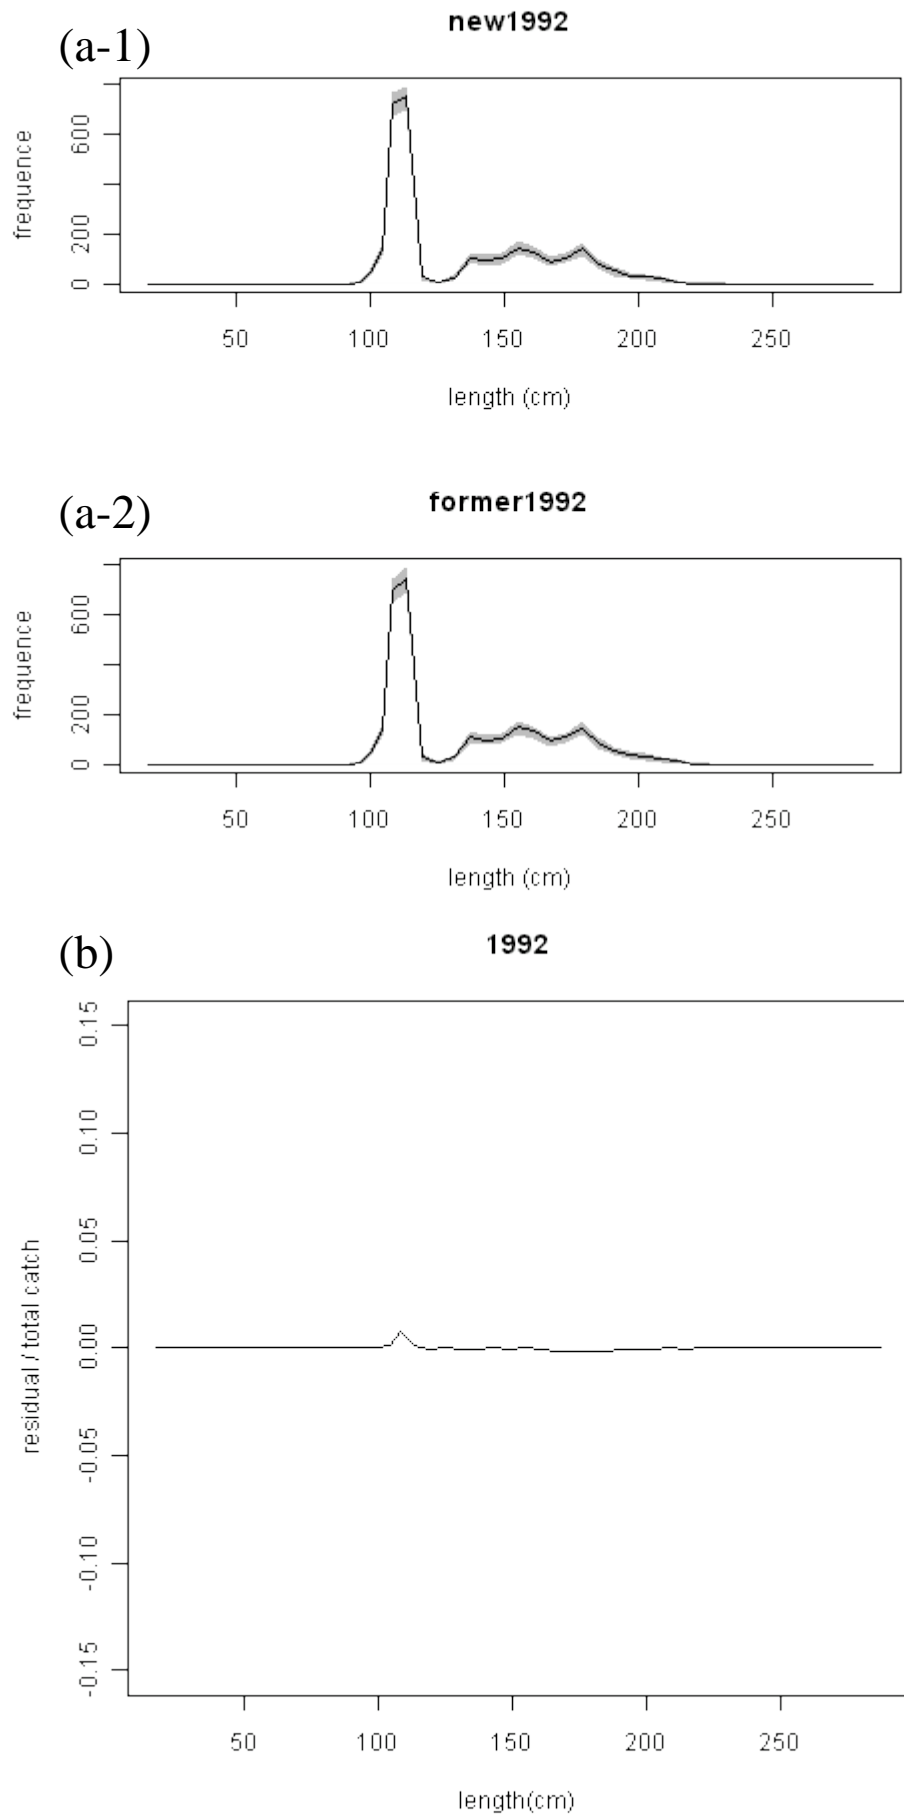 new1992
(a-1)
frequence
600
200
0
50 100 150 200 250
length (cm)
former1992
(a-2)
frequence
600
200
0
50 100 150 200 250
length (cm)
1992
(b)
residual / total catch
0.15
0.10
0.05
0.00
-0.05
-0.10
-0.15
50 100 150 200 250
length(cm)